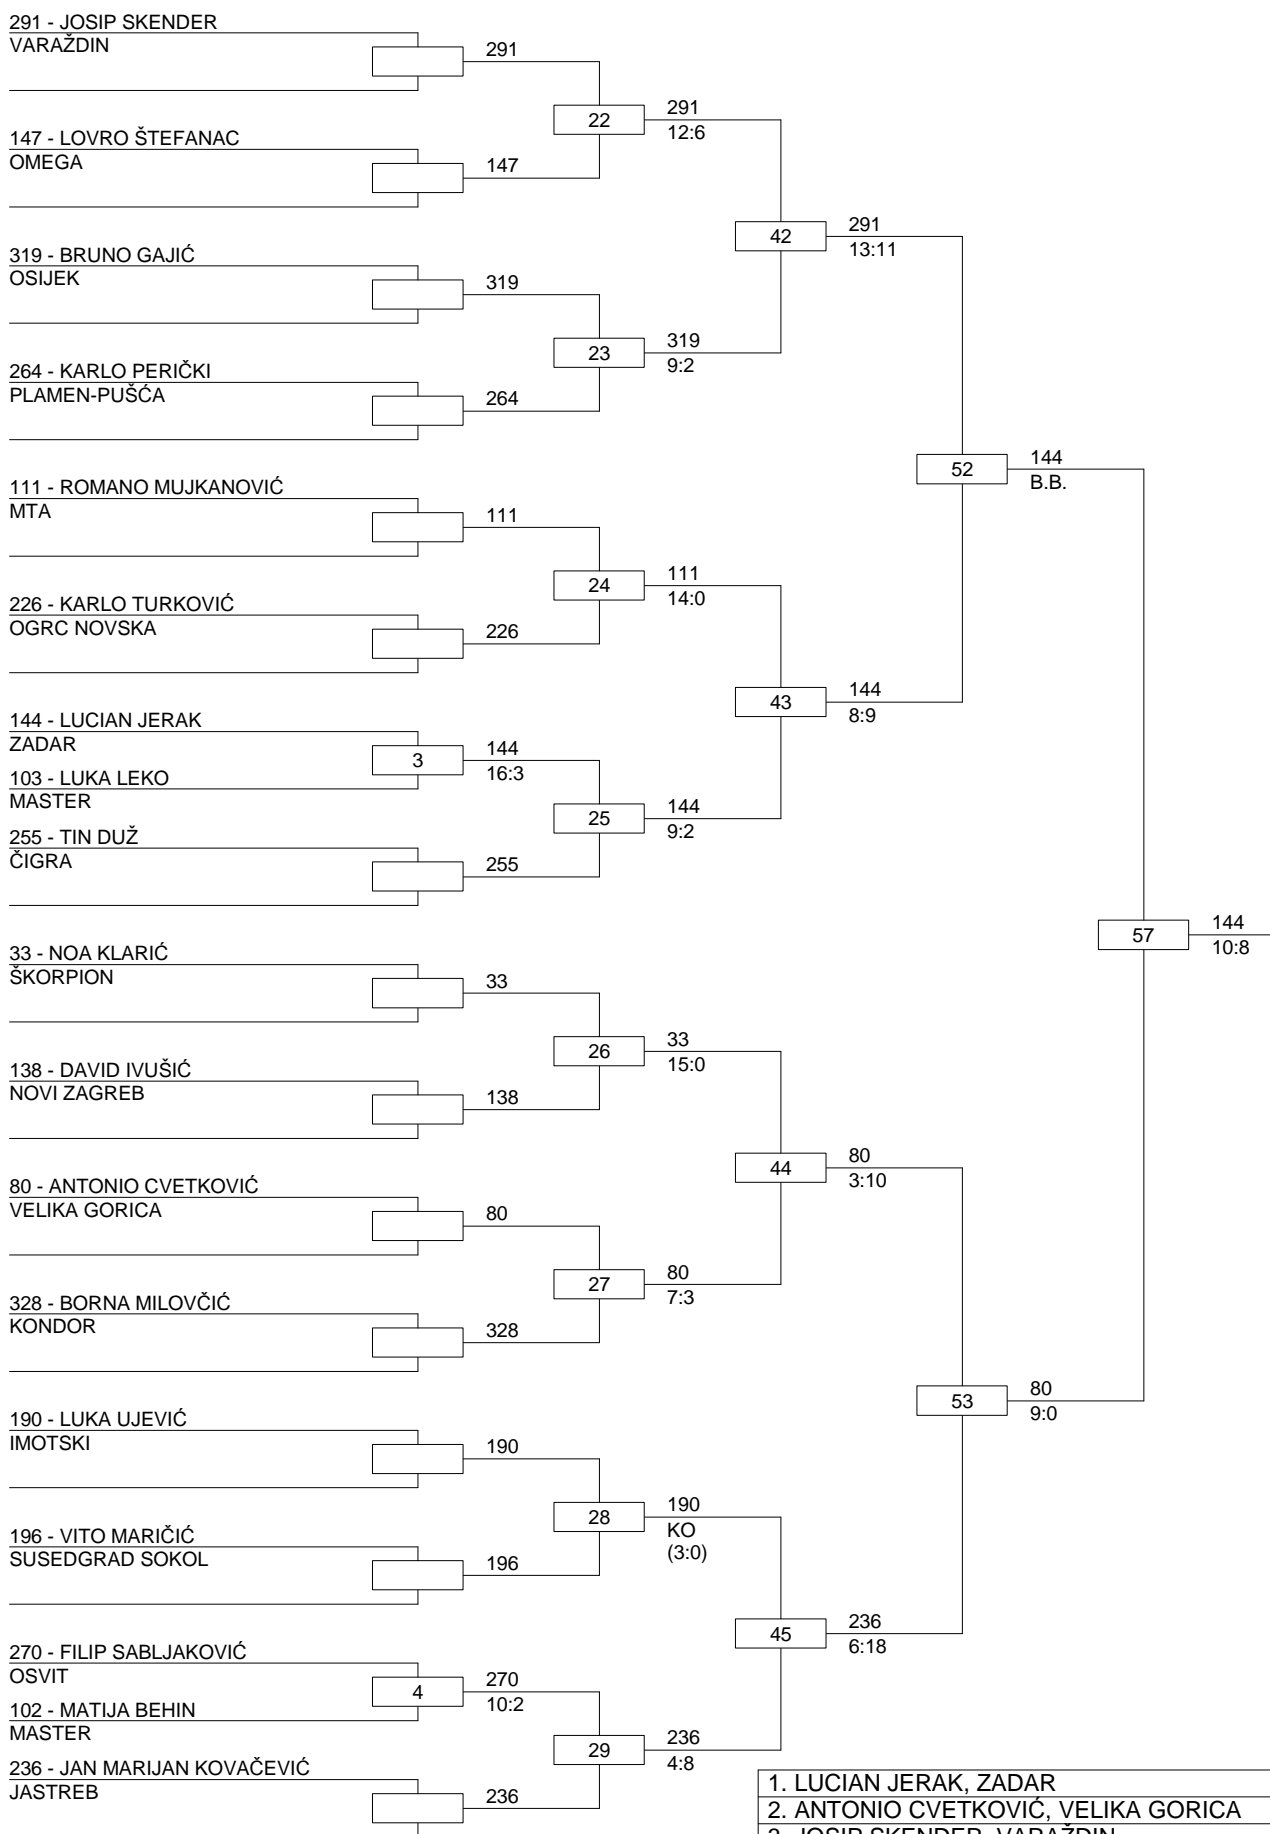 291 - JOSIP SKENDER
VARAŽDIN
291
147 - LOVRO ŠTEFANAC
OMEGA
147
22
291
12:6
319 - BRUNO GAJIĆ
OSIJEK
319
264 - KARLO PERIČKI
PLAMEN-PUŠĆA
264
23
319
9:2
42
291
13:11
111 - ROMANO MUJKANOVIĆ
MTA
111
226 - KARLO TURKOVIĆ
OGRC NOVSKA
226
24
111
14:0
144 - LUCIAN JERAK
ZADAR
3
144
16:3
103 - LUKA LEKO
MASTER
255 - TIN DUŽ
ČIGRA
255
25
144
9:2
43
144
8:9
52
144
B.B.
33 - NOA KLARIĆ
ŠKORPION
33
138 - DAVID IVUŠIĆ
NOVI ZAGREB
138
26
33
15:0
80 - ANTONIO CVETKOVIĆ
VELIKA GORICA
80
328 - BORNA MILOVČIĆ
KONDOR
328
27
80
7:3
44
80
3:10
190 - LUKA UJEVIĆ
IMOTSKI
190
196 - VITO MARIČIĆ
SUSEDGRAD SOKOL
196
28
190
KO
(3:0)
270 - FILIP SABLJAKOVIĆ
OSVIT
4
270
10:2
102 - MATIJA BEHIN
MASTER
236 - JAN MARIJAN KOVAČEVIĆ
JASTREB
236
29
236
4:8
45
236
6:18
53
80
9:0
57
144
10:8
1. LUCIAN JERAK, ZADAR
2. ANTONIO CVETKOVIĆ, VELIKA GORICA
3. JOSIP SKENDER, VARAŽDIN